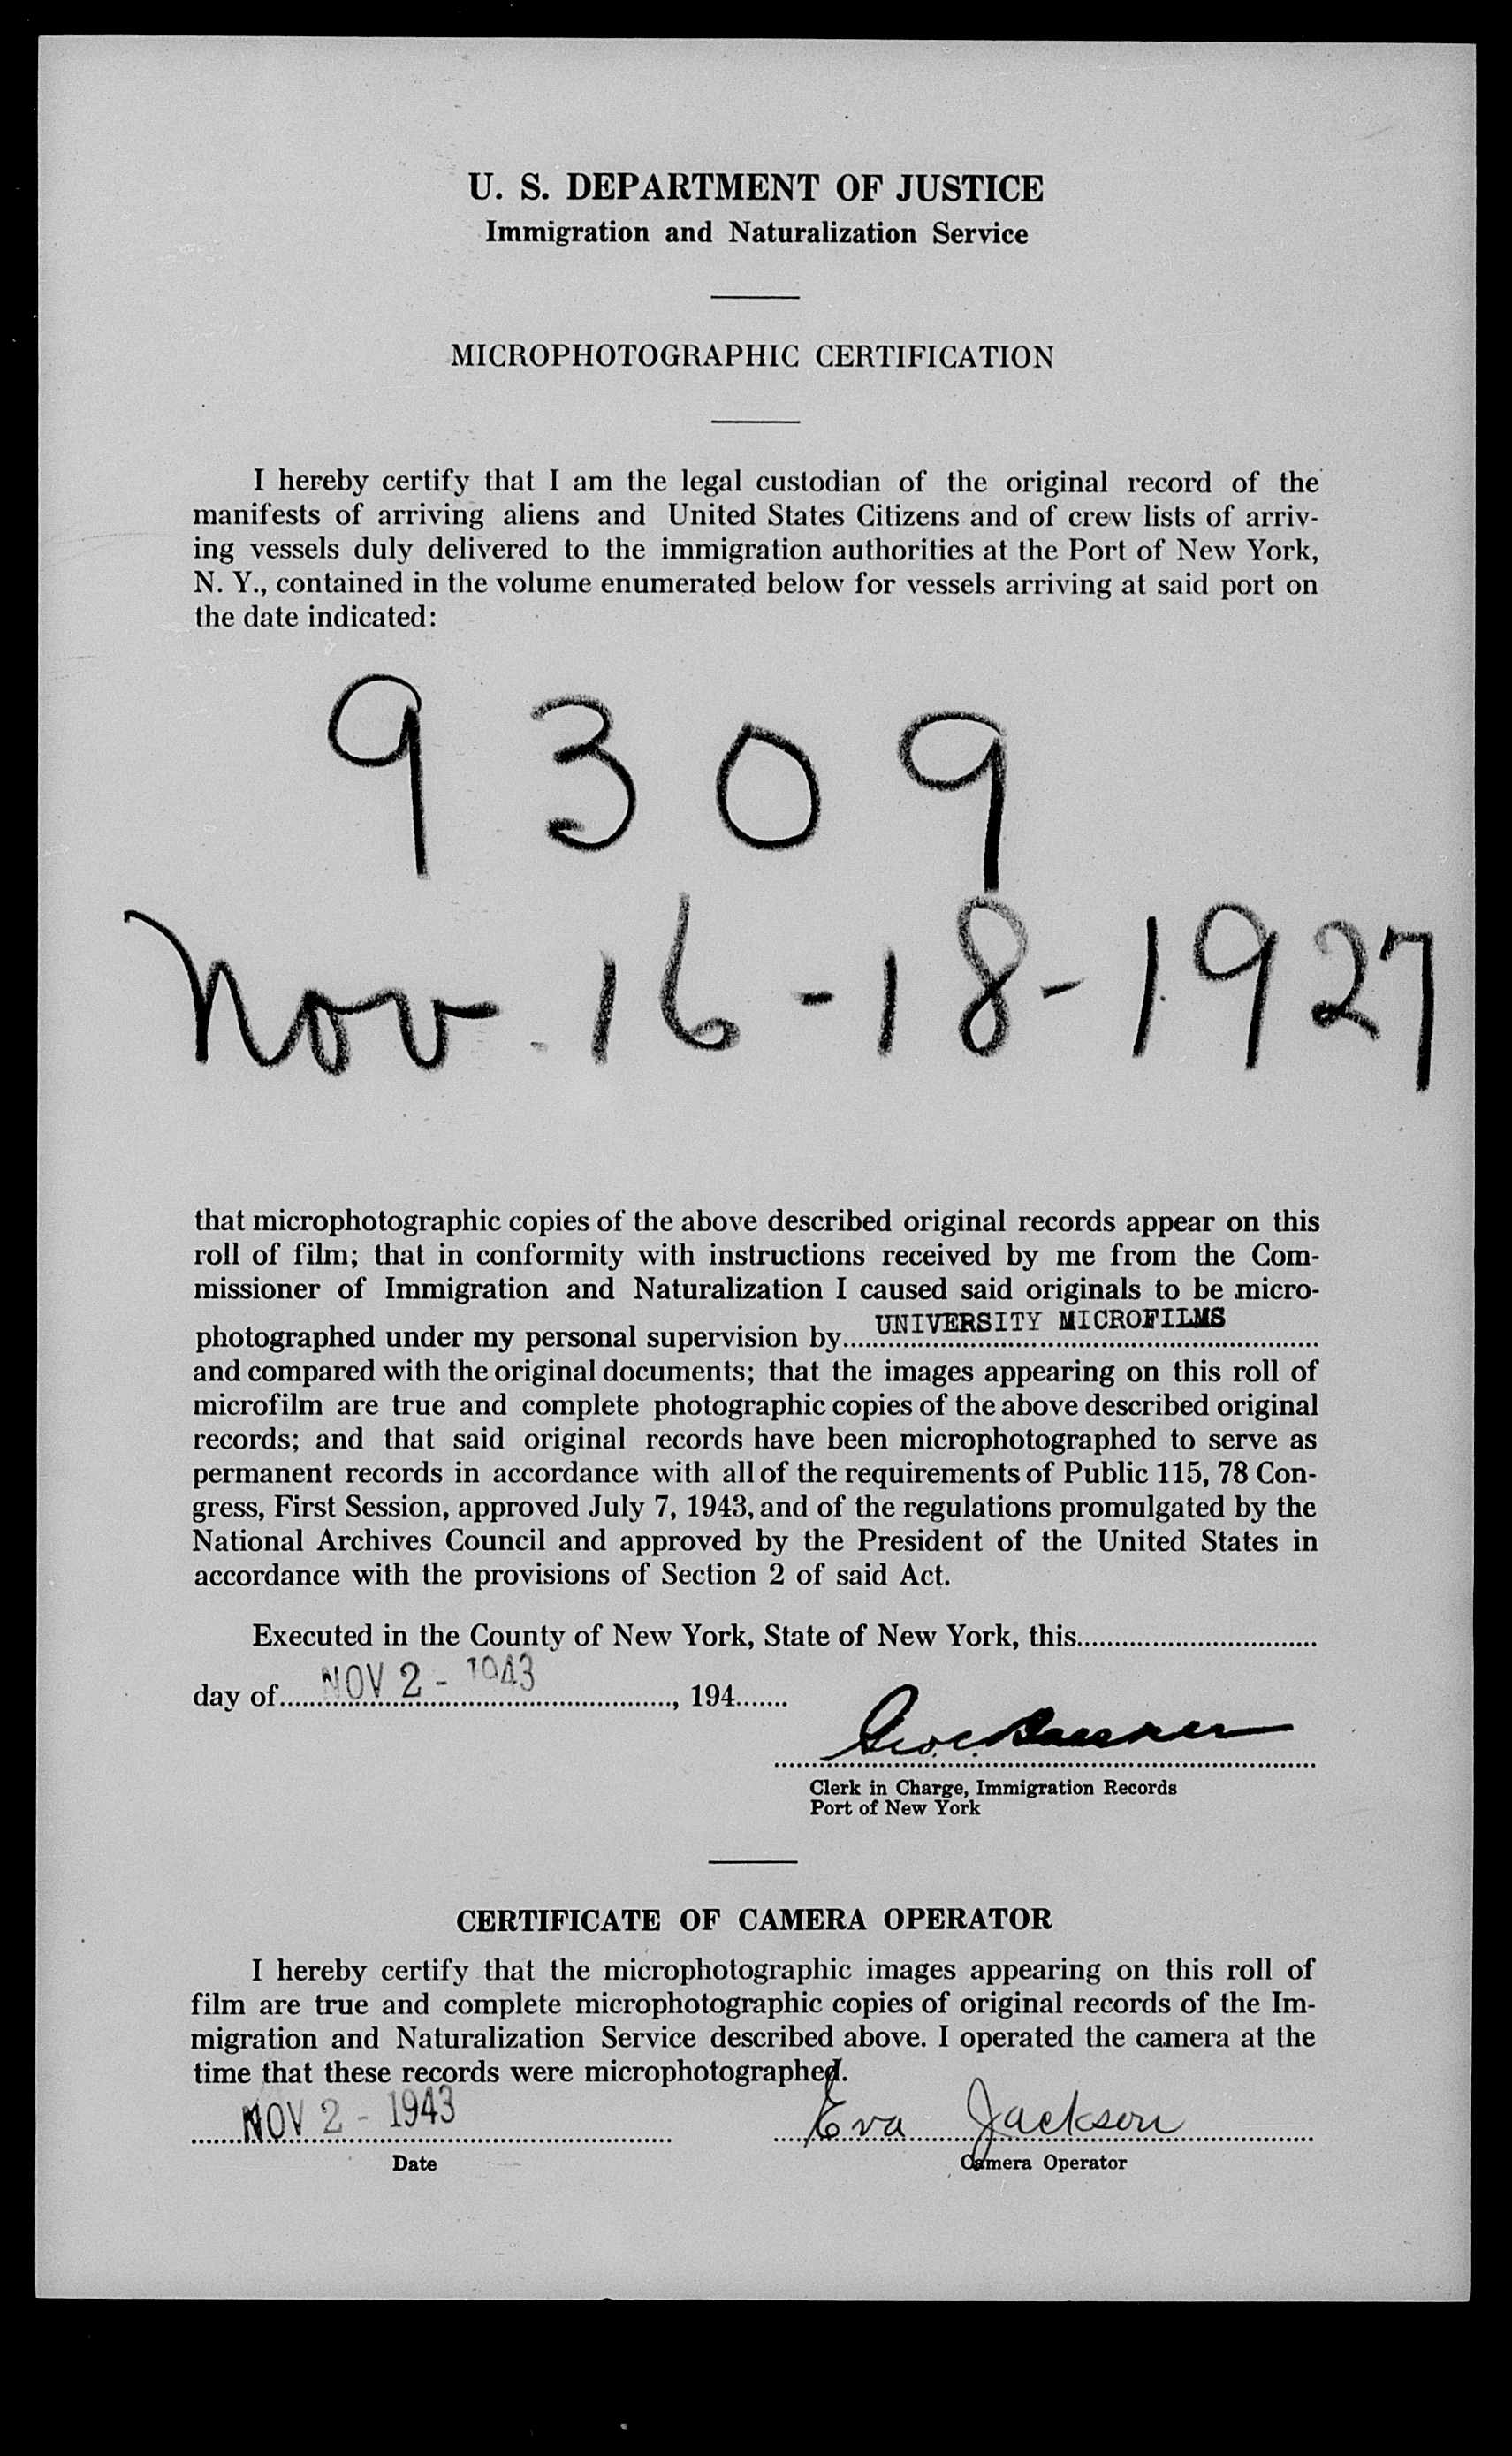 U. S. DEPARTMENT OF JUSTICE
Immigration and Naturalization Service
MICROPHOTOGRAPHIC CERTIFICATION
I hereby certify that I am the legal custodian of the original record of the
manifests of arriving aliens and United States Citizens and of crew lists of arriv-
ing vessels duly delivered to the immigration authorities at the Port of New York,
N. Y., contained in the volume enumerated below for vessels arriving at said port on
the date indicated:
9309
Nov. 16-18-1927
that microphotographic copies of the above described original records appear on this
roll of film; that in conformity with instructions received by me from the Com-
missioner of Immigration and Naturalization I caused said originals to be micro-
photographed under my personal supervision by UNIVERSITY MICROFILMS
and compared with the original documents; that the images appearing on this roll of
microfilm are true and complete photographic copies of the above described original
records; and that said original records have been microphotographed to serve as
permanent records in accordance with all of the requirements of Public 115, 78 Con-
gress, First Session, approved July 7, 1943, and of the regulations promulgated by the
National Archives Council and approved by the President of the United States in
accordance with the provisions of Section 2 of said Act.
Executed in the County of New York, State of New York, this
day of NOV 2 - 1943, 194
Clerk in Charge, Immigration Records
Port of New York
CERTIFICATE OF CAMERA OPERATOR
I hereby certify that the microphotographic images appearing on this roll of
film are true and complete microphotographic copies of original records of the Im-
migration and Naturalization Service described above. I operated the camera at the
time that these records were microphotographed.
NOV 2 - 1943 Eva Jackson
Date Camera Operator